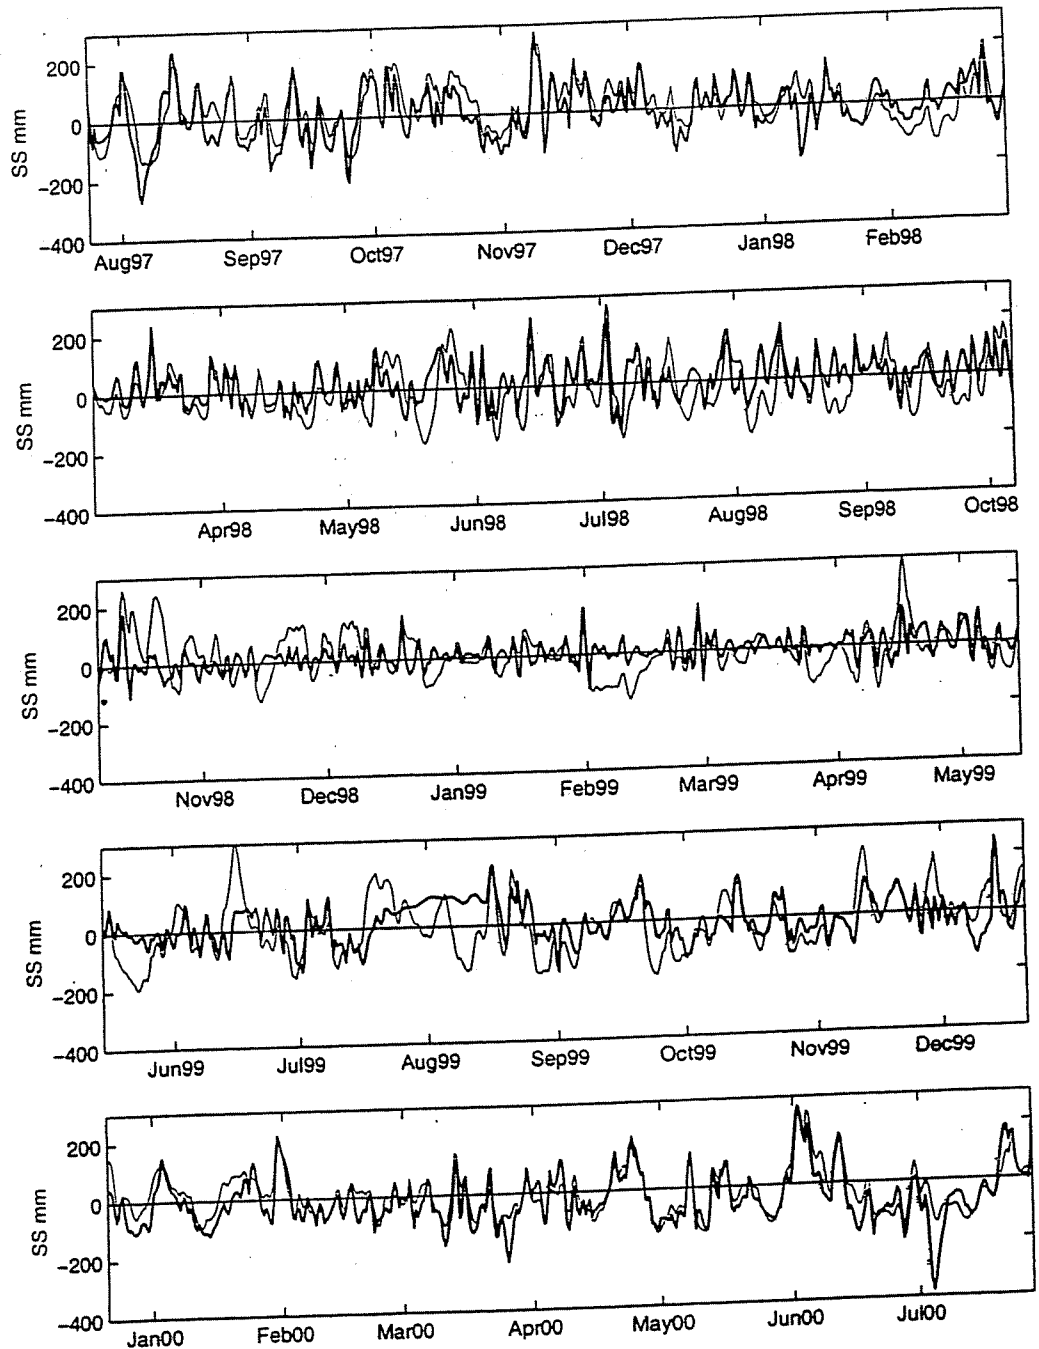 200
0
−200
−400
SS mm
Aug97 Sep97 Oct97 Nov97 Dec97 Jan98 Feb98
200
0
−200
−400
SS mm
Apr98 May98 Jun98 Jul98 Aug98 Sep98 Oct98
200
0
−200
−400
SS mm
Nov98 Dec98 Jan99 Feb99 Mar99 Apr99 May99
200
0
−200
−400
SS mm
Jun99 Jul99 Aug99 Sep99 Oct99 Nov99 Dec99
200
0
−200
−400
SS mm
Jan00 Feb00 Mar00 Apr00 May00 Jun00 Jul00